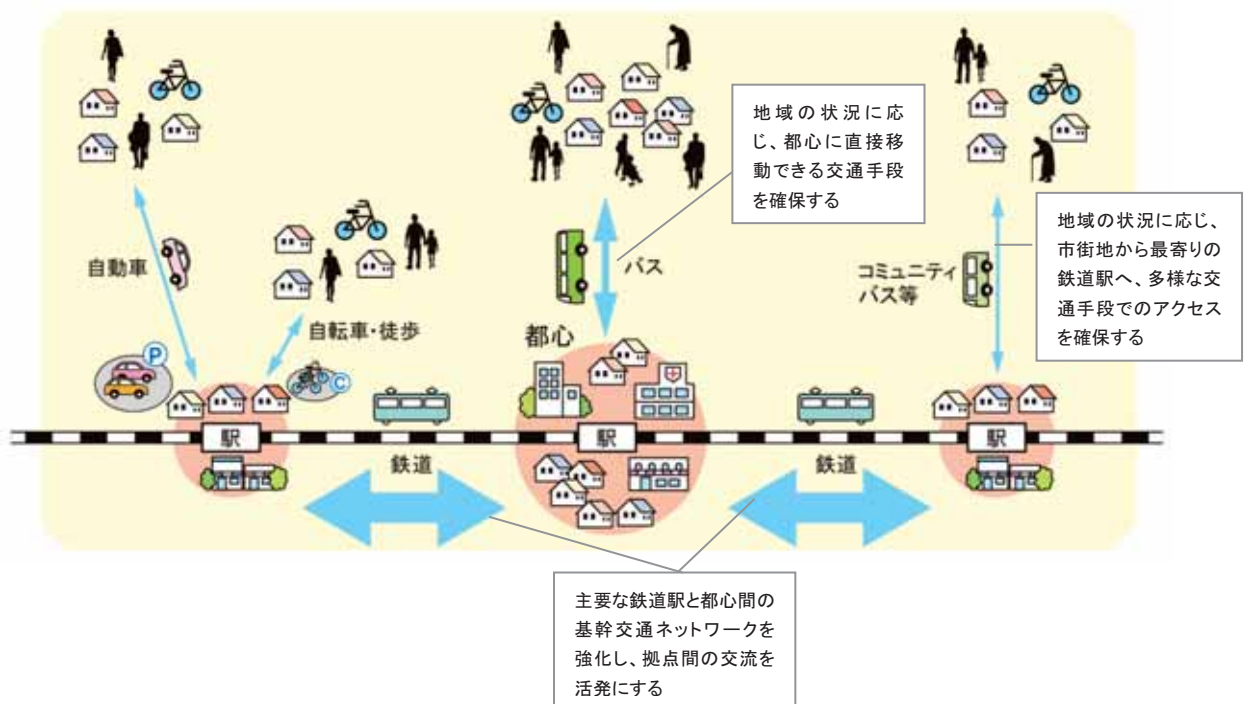 地域の状況に応
じ、都心に直接移
動できる交通手段
を確保する
地域の状況に応じ、
市街地から最寄りの
鉄道駅へ、多様な交
通手段でのアクセス
を確保する
自動車
バス
コミュニティ
バス等
自転車・徒歩
都心
P
C
駅
駅
駅
鉄道
鉄道
主要な鉄道駅と都心間の
基幹交通ネットワークを
強化し、拠点間の交流を
活発にする